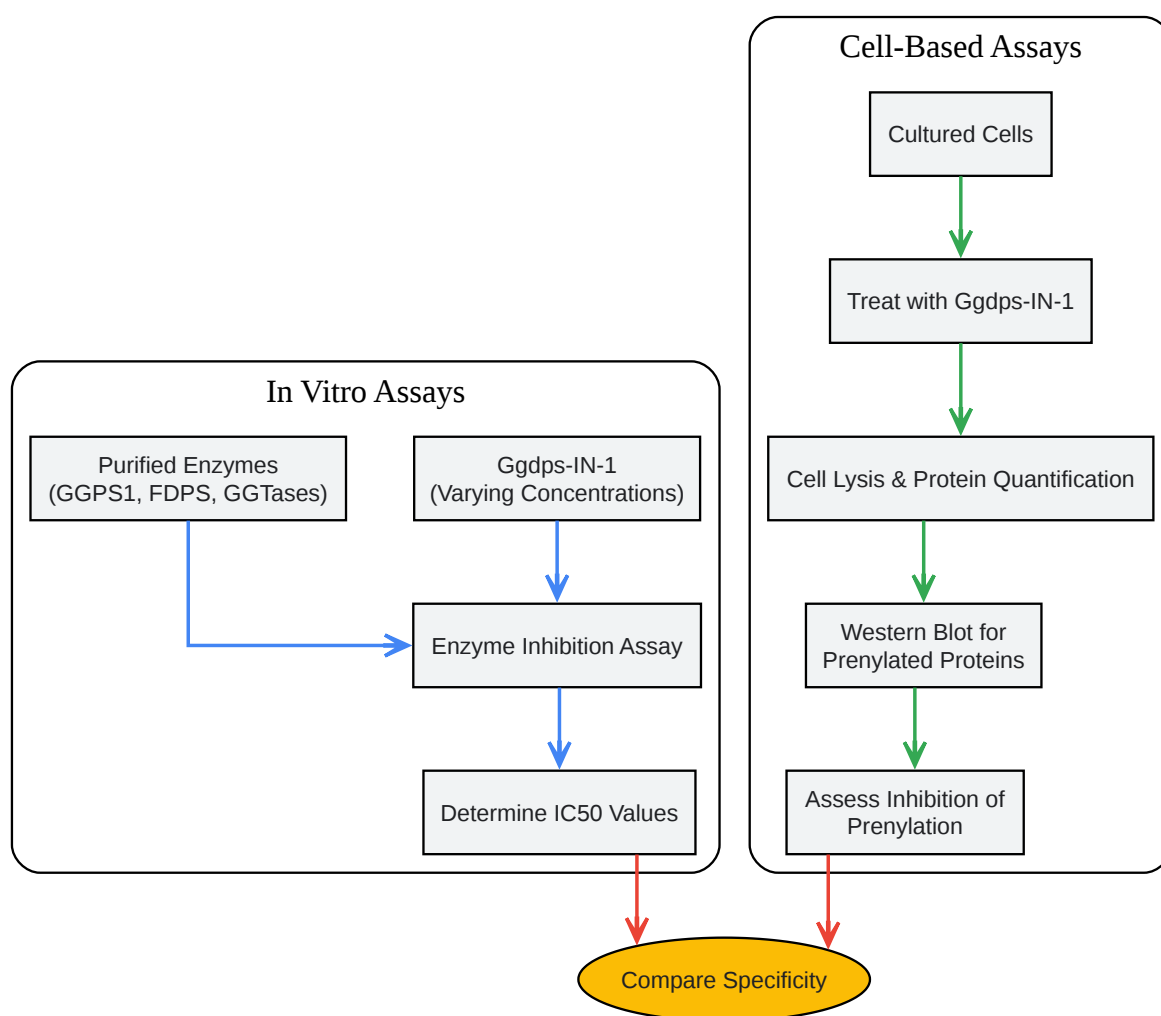 Cell-Based Assays
Cultured Cells
Treat with Ggdps-IN-1
Cell Lysis & Protein Quantification
Western Blot for
Prenylated Proteins
Assess Inhibition of
Prenylation
In Vitro Assays
Purified Enzymes
(GGPS1, FDPS, GGTases)
Ggdps-IN-1
(Varying Concentrations)
Enzyme Inhibition Assay
Determine IC50 Values
Compare Specificity